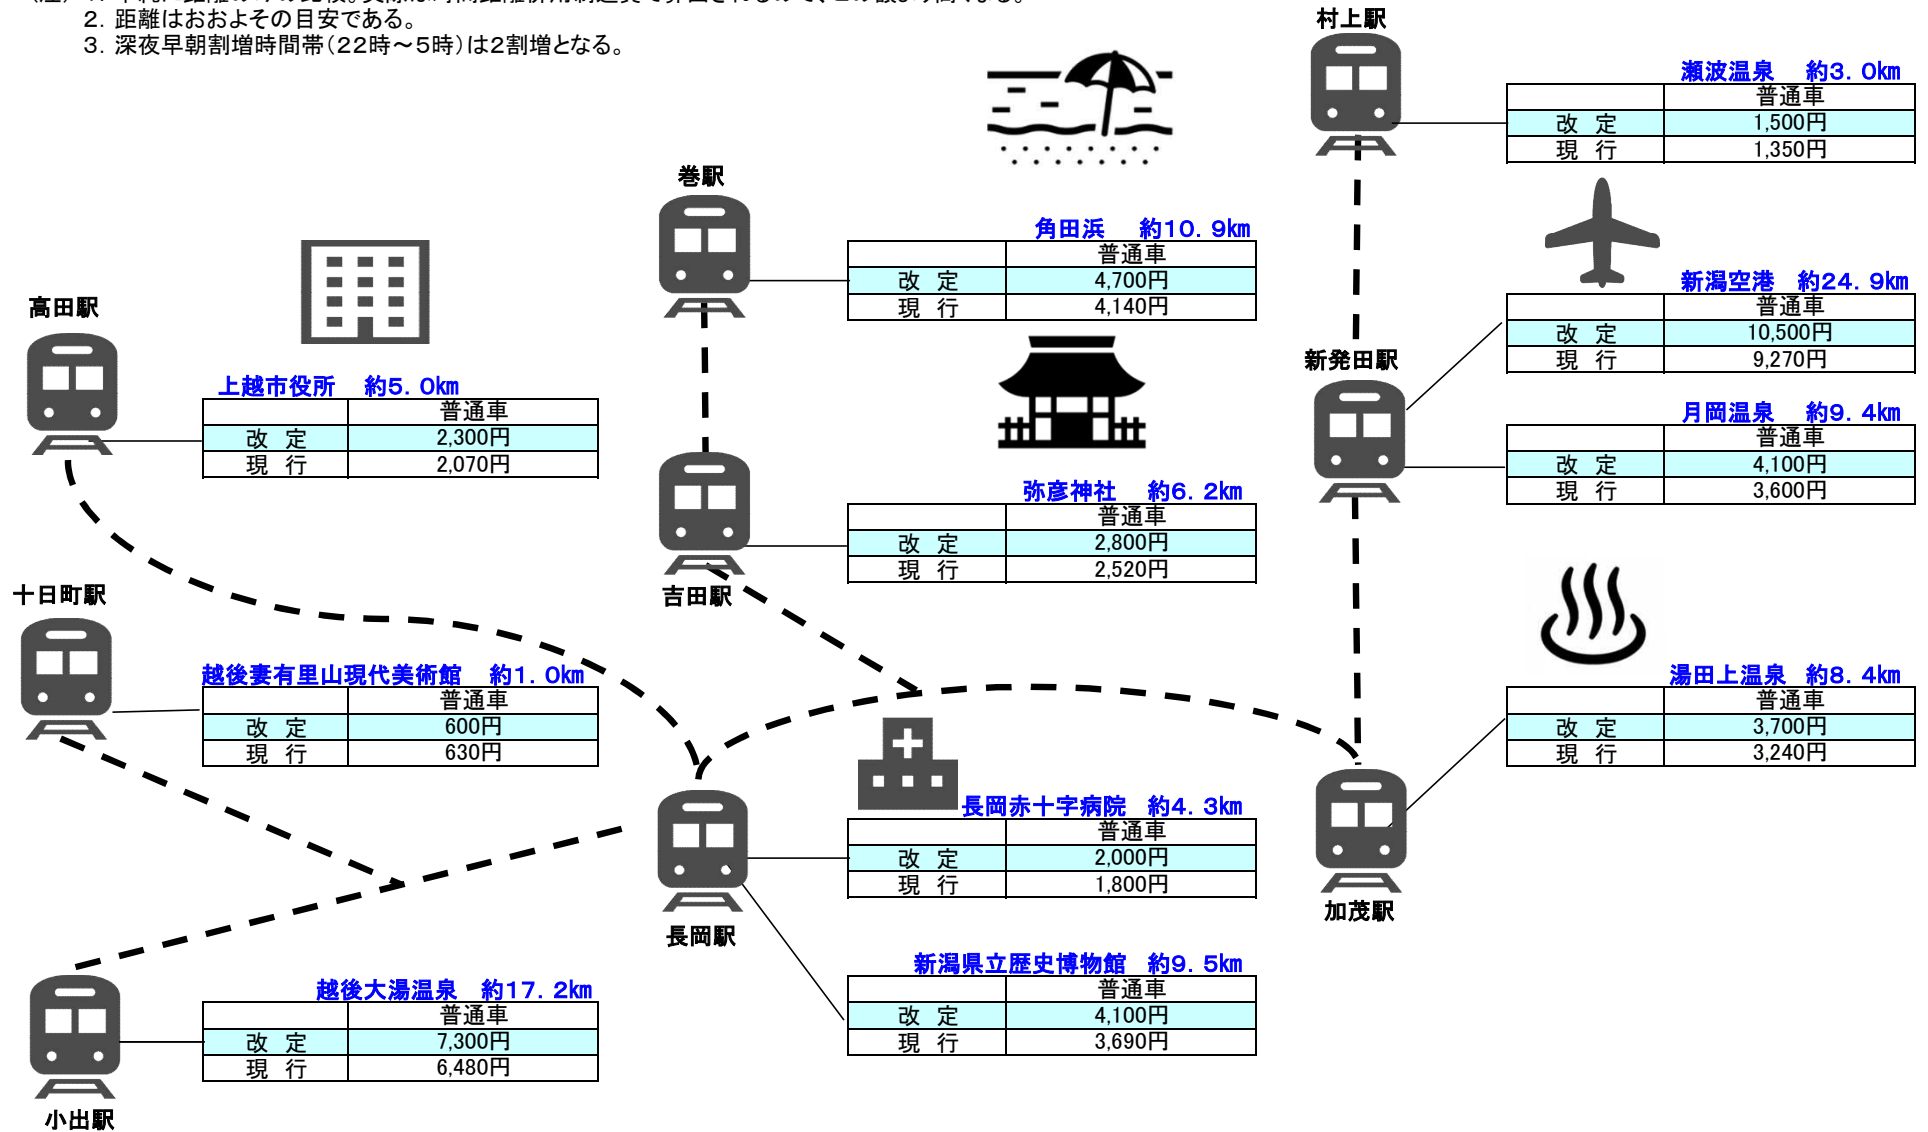 2．距離はおおよその目安である。
3．深夜早朝割増時間帯（22時～5時）は2割増となる。
村上駅
瀬波温泉　約3．0km
普通車
改　定　1,500円
現　行　1,350円
巻駅
角田浜　約10．9km
普通車
改　定　4,700円
現　行　4,140円
新潟空港　約24．9km
普通車
改　定　10,500円
現　行　9,270円
高田駅
上越市役所　約5．0km
普通車
改　定　2,300円
現　行　2,070円
新発田駅
月岡温泉　約9．4km
普通車
改　定　4,100円
現　行　3,600円
弥彦神社　約6．2km
普通車
改　定　2,800円
現　行　2,520円
吉田駅
十日町駅
越後妻有里山現代美術館　約1．0km
普通車
改　定　600円
現　行　630円
湯田上温泉　約8．4km
普通車
改　定　3,700円
現　行　3,240円
長岡赤十字病院　約4．3km
普通車
改　定　2,000円
現　行　1,800円
加茂駅
長岡駅
新潟県立歴史博物館　約9．5km
普通車
改　定　4,100円
現　行　3,690円
越後大湯温泉　約17．2km
普通車
改　定　7,300円
現　行　6,480円
小出駅